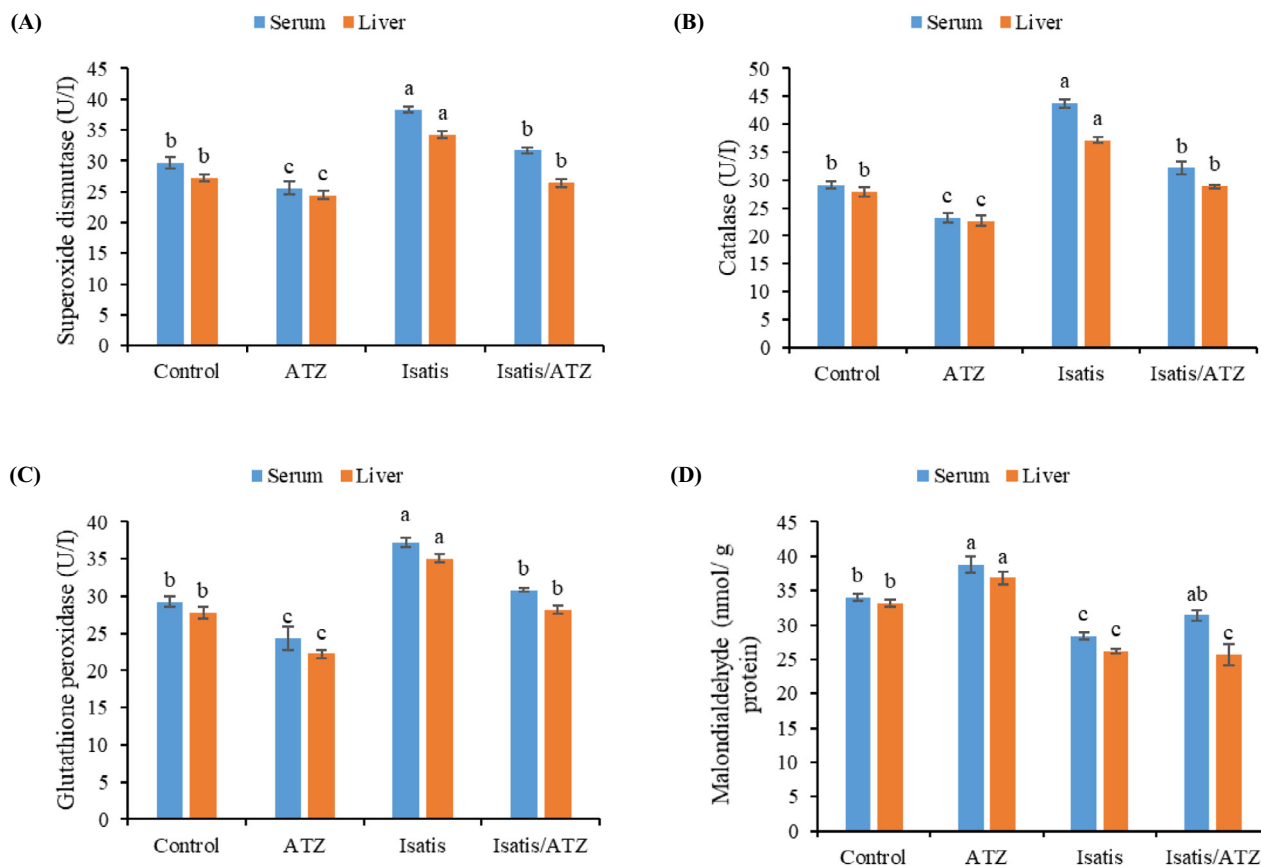 (A)
Serum Liver
Superoxide dismutase (U/I)
45
40
35
30
25
20
15
10
5
0
b b c c a a b b
Control ATZ Isatis Isatis/ATZ
(B)
Serum Liver
Catalase (U/I)
50
45
40
35
30
25
20
15
10
5
0
b b c c a a b b
Control ATZ Isatis Isatis/ATZ
(C)
Serum Liver
Glutathione peroxidase (U/I)
40
35
30
25
20
15
10
5
0
b b c c a a b b
Control ATZ Isatis Isatis/ATZ
(D)
Serum Liver
Malondialdehyde (nmol/ g
protein)
45
40
35
30
25
20
15
10
5
0
b b a a c c ab c
Control ATZ Isatis Isatis/ATZ